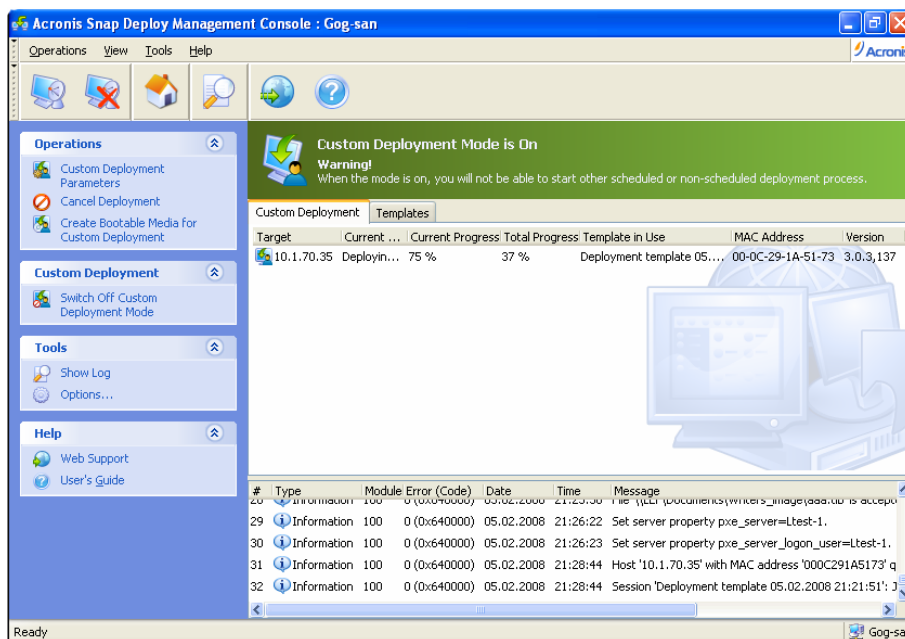 Acronis Snap Deploy Management Console : Gog-san
Operations View Tools Help
Acronis
Operations
Custom Deployment
Parameters
Cancel Deployment
Create Bootable Media for
Custom Deployment
Custom Deployment
Switch Off Custom
Deployment Mode
Tools
Show Log
Options...
Help
Web Support
User's Guide
Custom Deployment Mode is On
Warning!
When the mode is on, you will not be able to start other scheduled or non-scheduled deployment process.
Custom Deployment Templates
Target Current ... Current Progress Total Progress Template in Use MAC Address Version
10.1.70.35 Deployin... 75 % 37 % Deployment template 05.... 00-0C-29-1A-51-73 3.0.3,137
# Type Module Error (Code) Date Time Message
28 Information 100 0 (0x640000) 05.02.2008
29 Information 100 0 (0x640000) 05.02.2008 21:26:22 Set server property pxe_server=Ltest-1.
30 Information 100 0 (0x640000) 05.02.2008 21:26:23 Set server property pxe_server_logon_user=Ltest-1.
31 Information 100 0 (0x640000) 05.02.2008 21:28:44 Host '10.1.70.35' with MAC address '000C291A5173' q
32 Information 100 0 (0x640000) 05.02.2008 21:28:44 Session 'Deployment template 05.02.2008 21:21:51': J
Ready Gog-sa